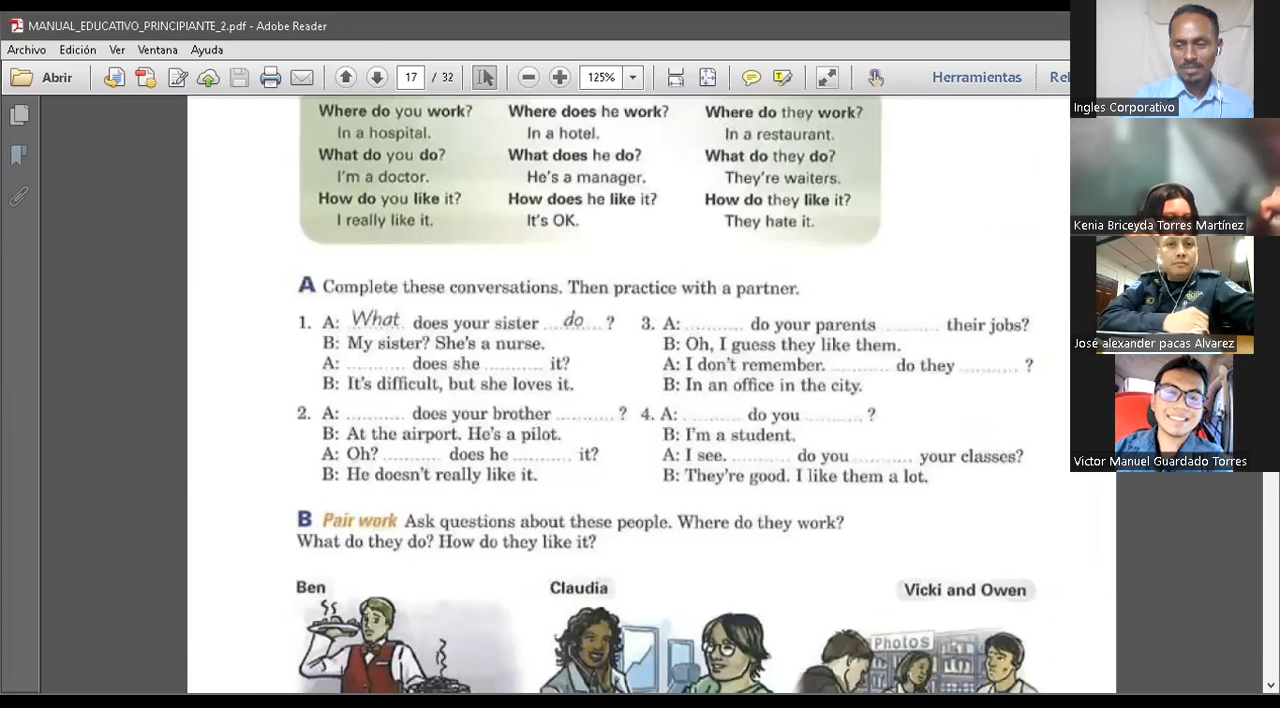 MANUAL_EDUCATIVO_PRINCIPIANTE_2.pdf - Adobe Reader
Archivo Edición Ver Ventana Ayuda
Abrir 17 / 32 125% Herramientas
Where do you work? Where does he work? Where do they work?
In a hospital. In a hotel. In a restaurant.
What do you do? What does he do? What do they do?
I'm a doctor. He's a manager. They're waiters.
How do you like it? How does he like it? How do they like it?
I really like it. It's OK. They hate it.
A Complete these conversations. Then practice with a partner.
1. A: What does your sister do ?
B: My sister? She's a nurse.
A: .......... does she .......... it?
B: It's difficult, but she loves it.
2. A: .......... does your brother .......... ?
B: At the airport. He's a pilot.
A: Oh? .......... does he .......... it?
B: He doesn't really like it.
3. A: .......... do your parents .......... their jobs?
B: Oh, I guess they like them.
A: I don't remember. .......... do they .......... ?
B: In an office in the city.
4. A: .......... do you .......... ?
B: I'm a student.
A: I see. .......... do you .......... your classes?
B: They're good. I like them a lot.
B Pair work Ask questions about these people. Where do they work?
What do they do? How do they like it?
Ben Claudia Vicki and Owen
Photos
Ingles Corporativo
Kenia Briceyda Torres Martínez
José alexander pacas Alvarez
Victor Manuel Guardado Torres